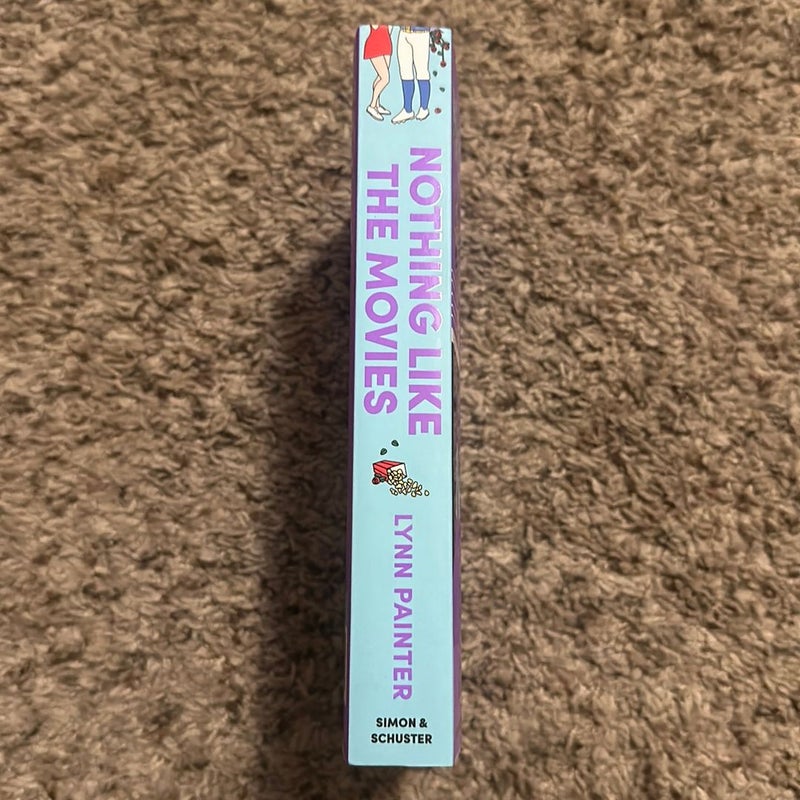 NOTHING LIKE
THE MOVIES
LYNN PAINTER
SIMON &
SCHUSTER